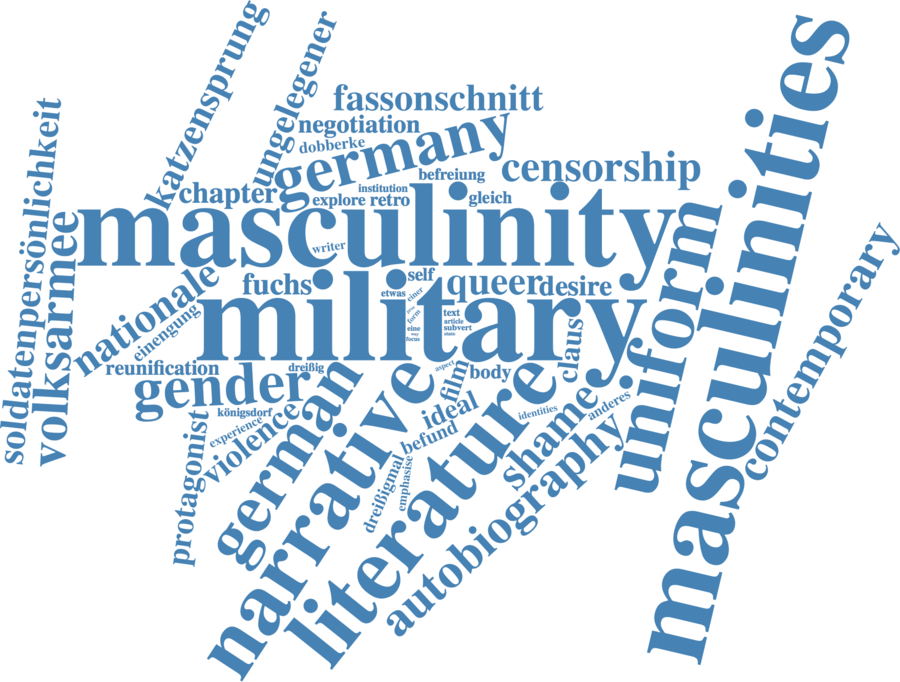 katzensprung
ungelegener
soldatenpersönlichkeit
volksarmee
fassonschnitt
negotiation
dobberke
germany
befreiung
censorship
chapter
institution
explore
retro
gleich
masculinity
writer
masculinities
uniform
contemporary
nationale
einengung
fuchs
self
etwas
einer
queer
desire
military
form
text
article
eine
subvert
way
state
focus
claus
reunification
dreißig
gender
aspect
body
film
königsdorf
experience
violence
protagonist
german
narrative
ideal
befund
identities
anderes
shame
dreißigmal
emphasise
literature
autobiography